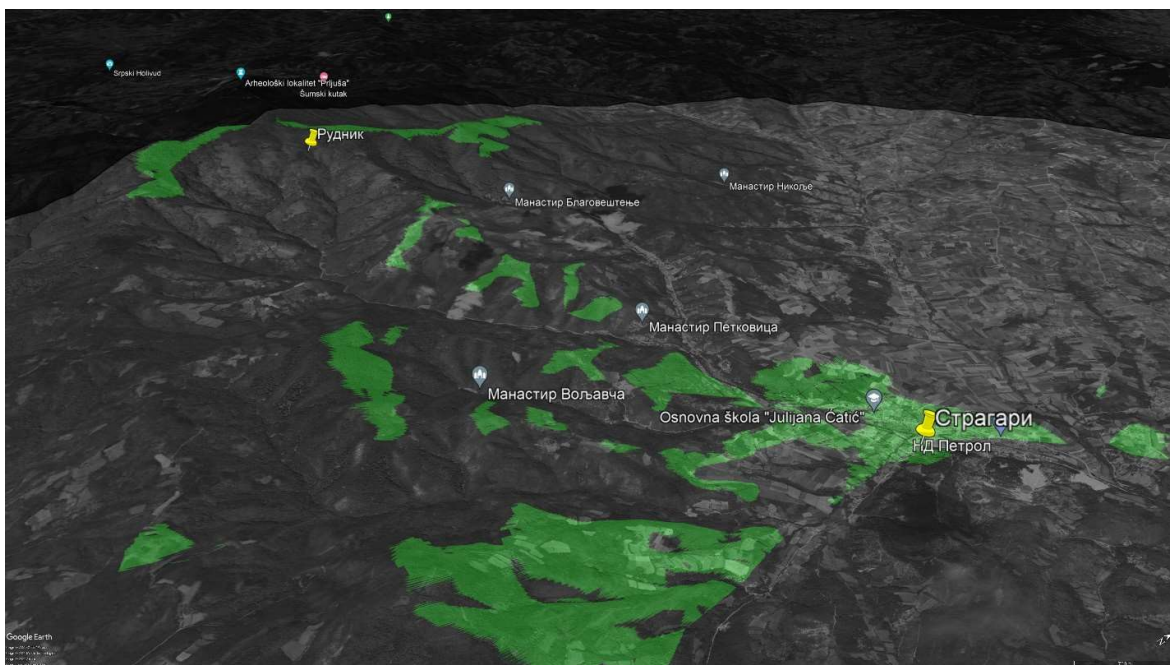 Srpski Holivud
Arheološki lokalitet "Prljuša"
Šumski kutak
Рудник
Манастир Никоље
Манастир Благовештење
Манастир Петковица
Манастир Вољавча
Osnovna škola "Julijana Ćatić"
Страгари
НД Петрол
Google Earth